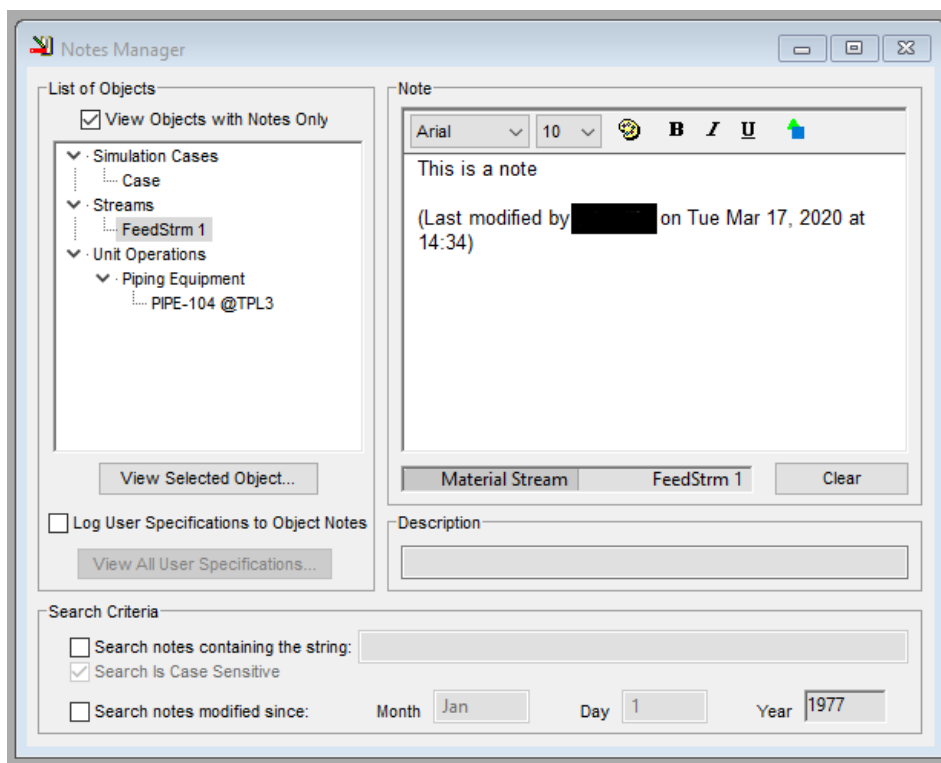 Notes Manager
List of Objects
View Objects with Notes Only
Simulation Cases
Case
Streams
FeedStrm 1
Unit Operations
Piping Equipment
PIPE-104 @TPL3
View Selected Object...
Log User Specifications to Object Notes
View All User Specifications...
Note
Arial 10 B I U
This is a note
(Last modified by on Tue Mar 17, 2020 at
14:34)
Material Stream FeedStrm 1 Clear
Description
Search Criteria
Search notes containing the string:
Search Is Case Sensitive
Search notes modified since: Month Jan Day 1 Year 1977